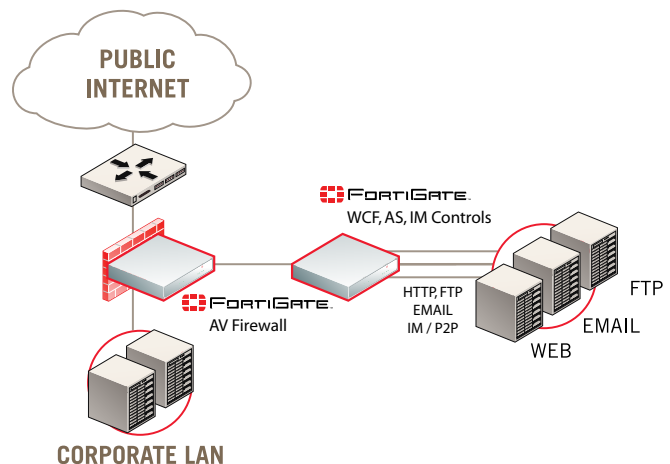 PUBLIC
INTERNET
FORTIGATE
WCF, AS, IM Controls
FORTIGATE
AV Firewall
HTTP, FTP
EMAIL
IM / P2P
FTP
EMAIL
WEB
CORPORATE LAN